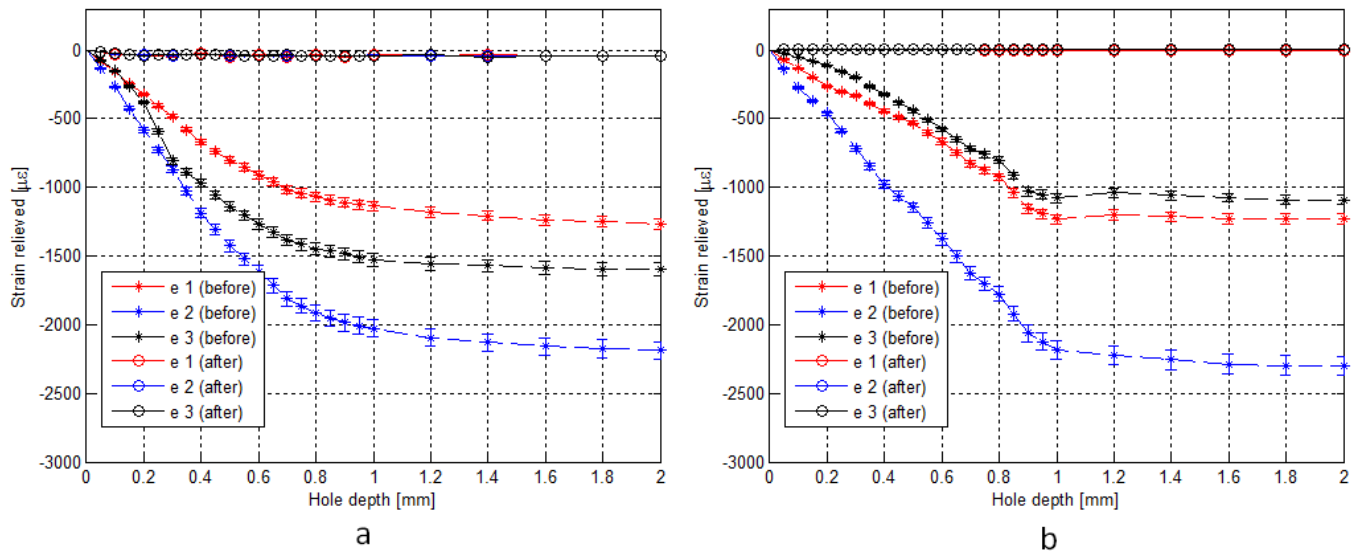 0
-500
-1000
-1500
-2000
-2500
-3000
Strain relieved [με]
e 1 (before)
e 2 (before)
e 3 (before)
e 1 (after)
e 2 (after)
e 3 (after)
0 0.2 0.4 0.6 0.8 1 1.2 1.4 1.6 1.8 2
Hole depth [mm]
a
0
-500
-1000
-1500
-2000
-2500
-3000
Strain relieved [με]
e 1 (before)
e 2 (before)
e 3 (before)
e 1 (after)
e 2 (after)
e 3 (after)
0 0.2 0.4 0.6 0.8 1 1.2 1.4 1.6 1.8 2
Hole depth [mm]
b